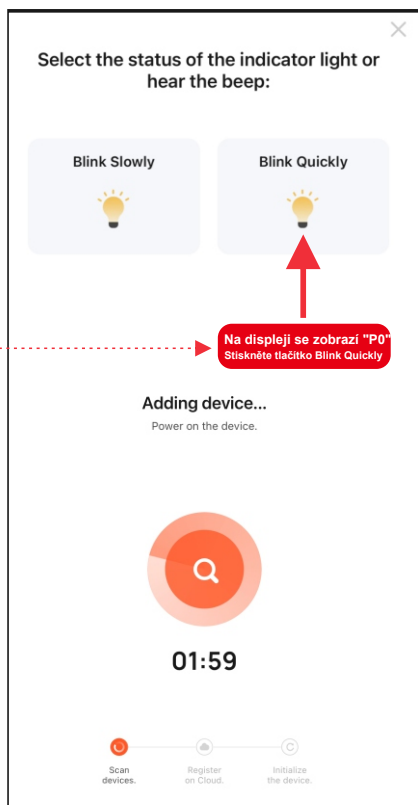 Select the status of the indicator light or
hear the beep:
Blink Slowly
Blink Quickly
Na displeji se zobrazí "P0"
Stiskněte tlačítko Blink Quickly
Adding device...
Power on the device.
01:59
Scan
devices.
Register
on Cloud.
C
Initialize
the device.